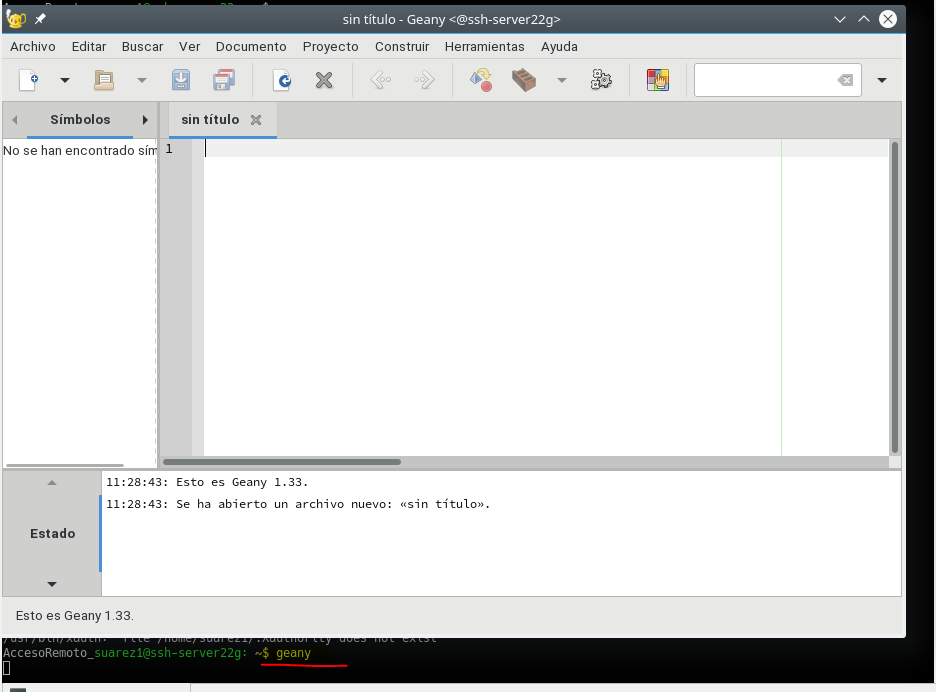 sin título - Geany <@ssh-server22g>
Archivo Editar Buscar Ver Documento Proyecto Construir Herramientas Ayuda
Símbolos
sin título
No se han encontrado sím
1
11:28:43: Esto es Geany 1.33.
11:28:43: Se ha abierto un archivo nuevo: «sin título».
Estado
Esto es Geany 1.33.
/usr/bin/xauth: file /home/suarez1/.Xauthority does not exist
AccesoRemoto_suarez1@ssh-server22g: ~$ geany